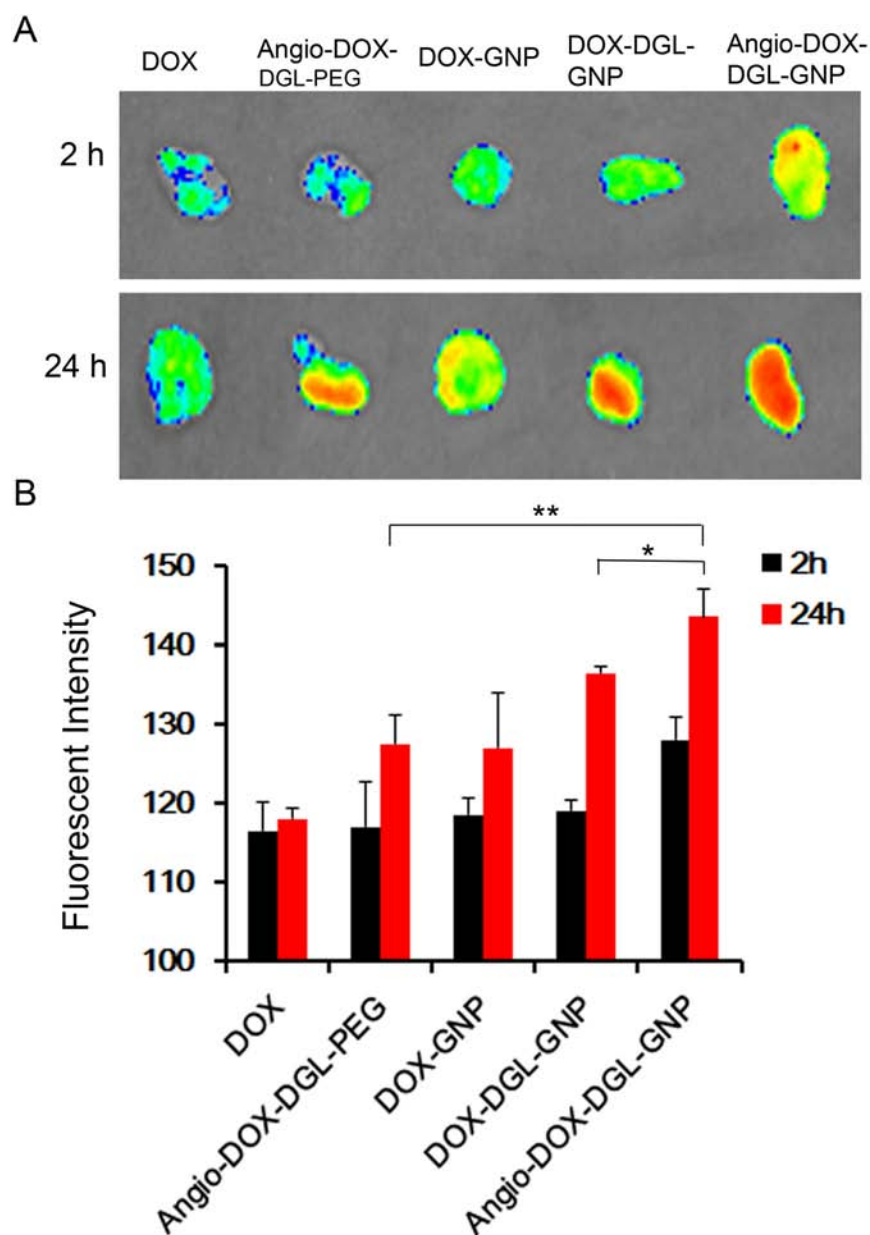 A
DOX
Angio-DOX-
DGL-PEG
DOX-GNP
DOX-DGL-
GNP
Angio-DOX-
DGL-GNP
2 h
24 h
B
**
*
2h
24h
Fluorescent Intensity
150
140
130
120
110
100
DOX
Angio-DOX-DGL-PEG
DOX-GNP
DOX-DGL-GNP
Angio-DOX-DGL-GNP